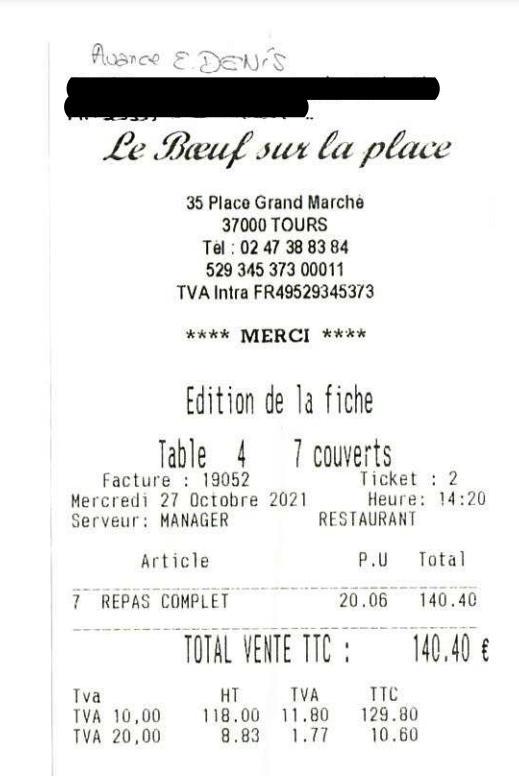 Avance E. DENIS
Le Bœuf sur la place
35 Place Grand Marché
37000 TOURS
Tél : 02 47 38 83 84
529 345 373 00011
TVA Intra FR49529345373
**** MERCI ****
Edition de la fiche
Table 4 7 couverts
Facture : 19052 Ticket : 2
Mercredi 27 Octobre 2021 Heure: 14:20
Serveur: MANAGER RESTAURANT
Article P.U Total
7 REPAS COMPLET 20.06 140.40
TOTAL VENTE TTC : 140.40 €
Tva HT TVA TTC
TVA 10,00 118.00 11.80 129.80
TVA 20,00 8.83 1.77 10.60